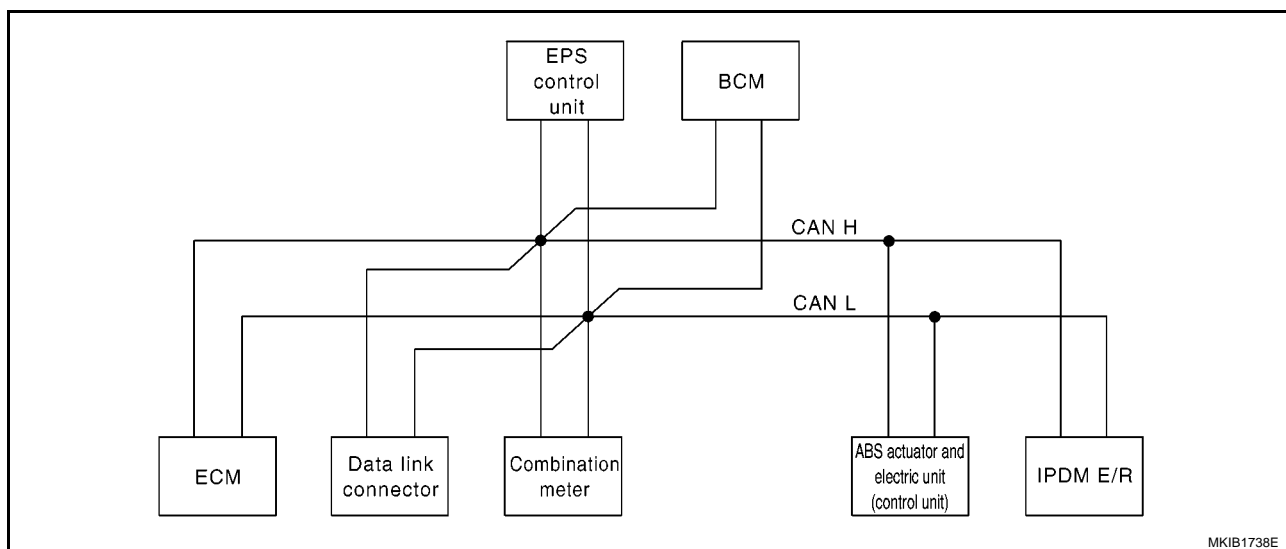 EPS
control
unit
BCM
CAN H
CAN L
ECM
Data link
connector
Combination
meter
ABS actuator and
electric unit
(control unit)
IPDM E/R
MKIB1738E